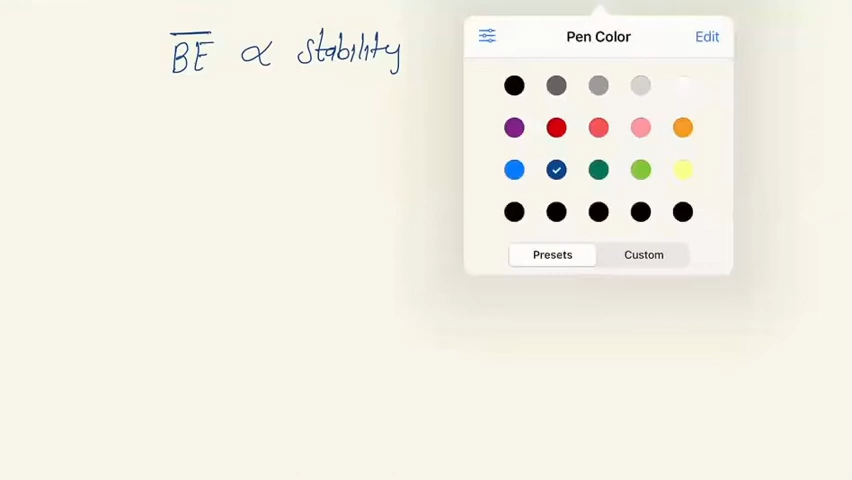 B̅E̅ ∝ stability
Pen Color
Edit
Presets
Custom